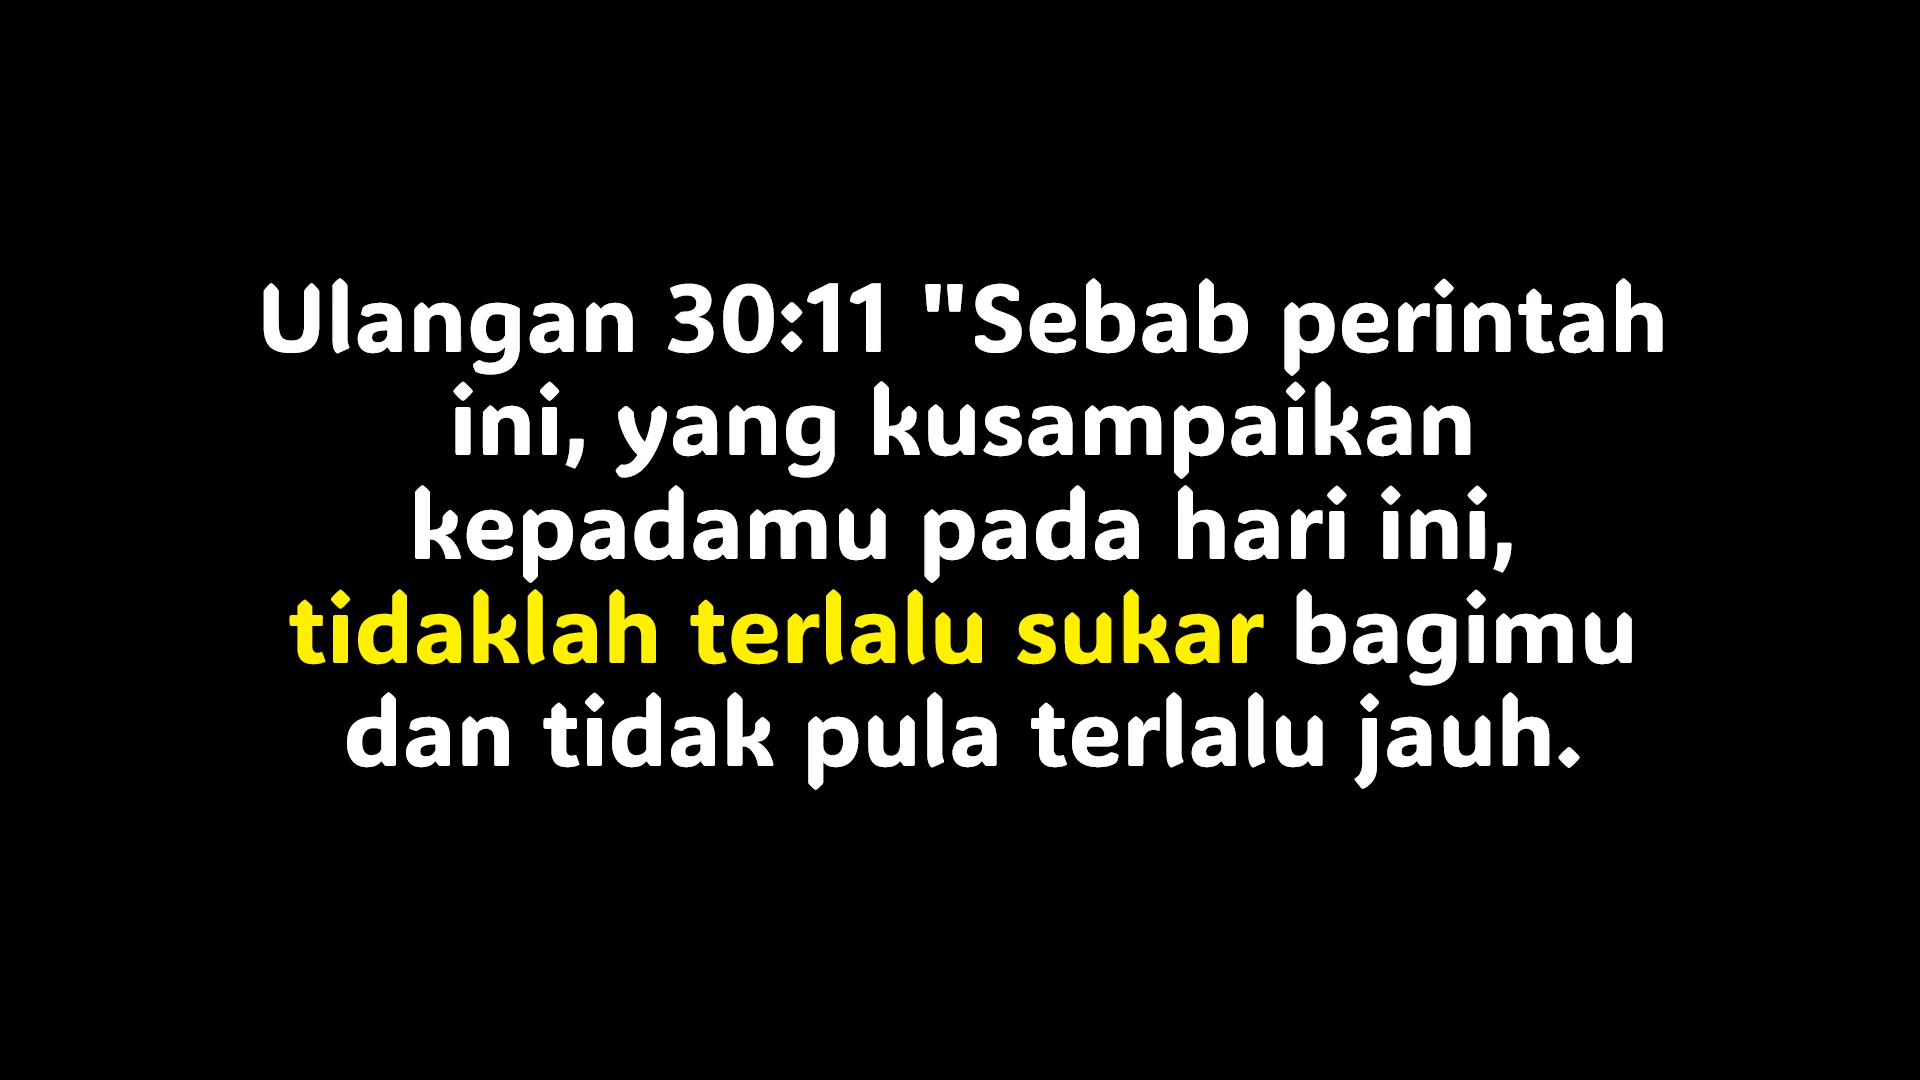 Ulangan 30:11 "Sebab perintah
ini, yang kusampaikan
kepadamu pada hari ini,
tidaklah terlalu sukar bagimu
dan tidak pula terlalu jauh.